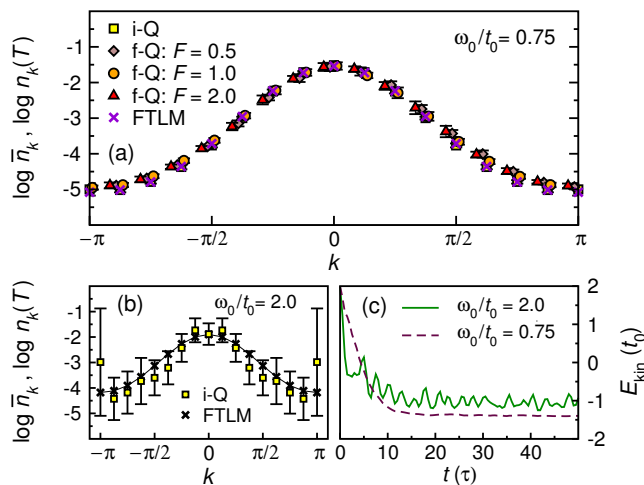 ω₀/t₀ = 0.75
i-Q
f-Q: F = 0.5
f-Q: F = 1.0
f-Q: F = 2.0
FTLM
(a)
log n̄ₖ , log nₖ(T)
-1
-2
-3
-4
-5
−π
−π/2
0
π/2
π
k
(b)
ω₀/t₀= 2.0
i-Q
FTLM
log n̄ₖ , log nₖ(T)
-1
-2
-3
-4
-5
−π
−π/2
0
π/2
π
k
(c)
ω₀/t₀ = 2.0
ω₀/t₀ = 0.75
2
1
0
-1
-2
E_kin (t₀)
0
10
20
30
40
50
t (τ)